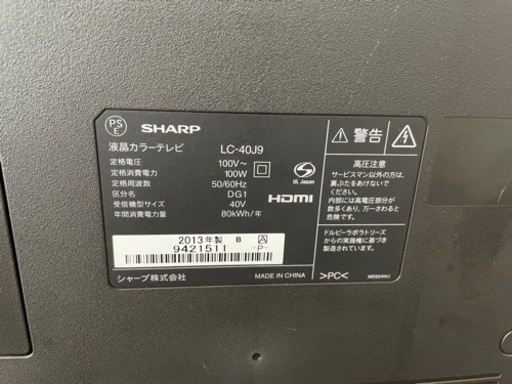 PS
E
SHARP
液晶カラーテレビ LC-40J9
定格電圧: 100V~
定格消費電力: 100W
定格周波数: 50/60Hz
区分名: DG1
受信機型サイズ: 40V
年間消費電力量: 80kWh/年
S
UL Japan
HDMI
2013年製 B A
9421511 -P-
シャープ株式会社 MADE IN CHINA
警告
高圧注意
サービスマン以外の方は、
裏ぶたをあけないでください。
内部には高電圧部分が
数多くあり、万一さわると
危険です。
ドルビーラボラトリーズ
からの実施権に基づき
製造されています。
>PC<